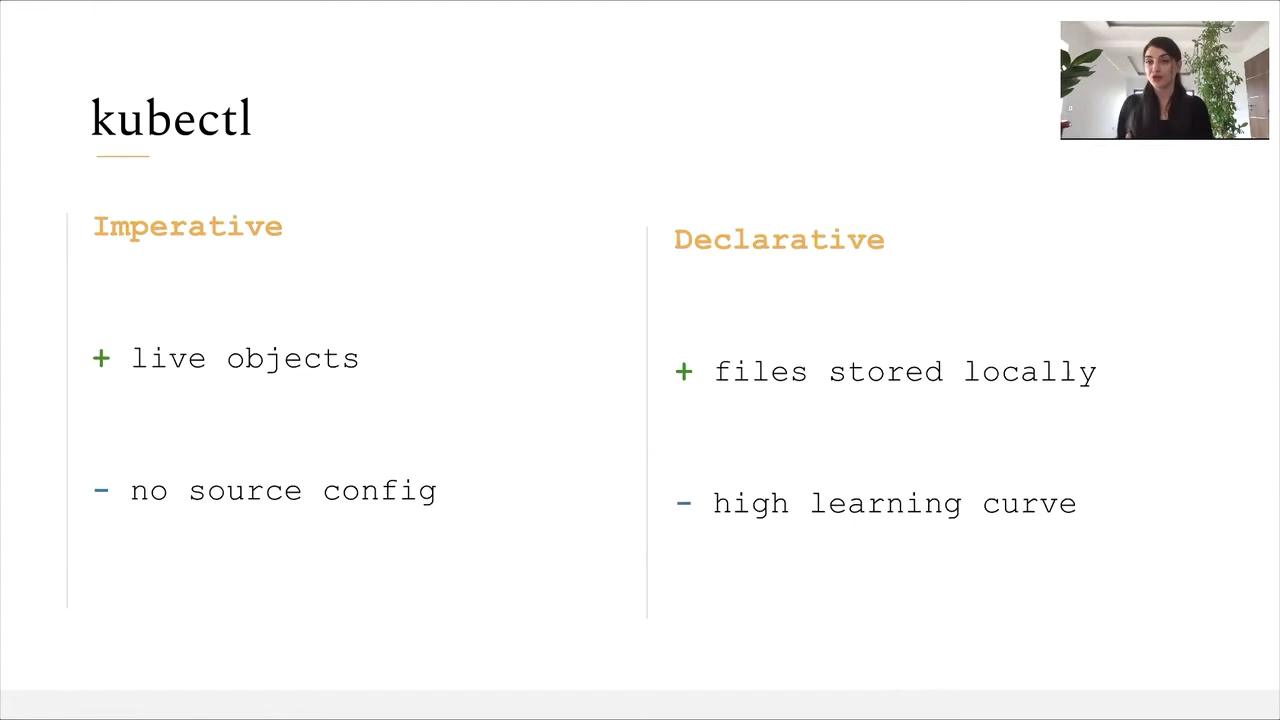 kubectl
Imperative
+ live objects
- no source config
Declarative
+ files stored locally
- high learning curve